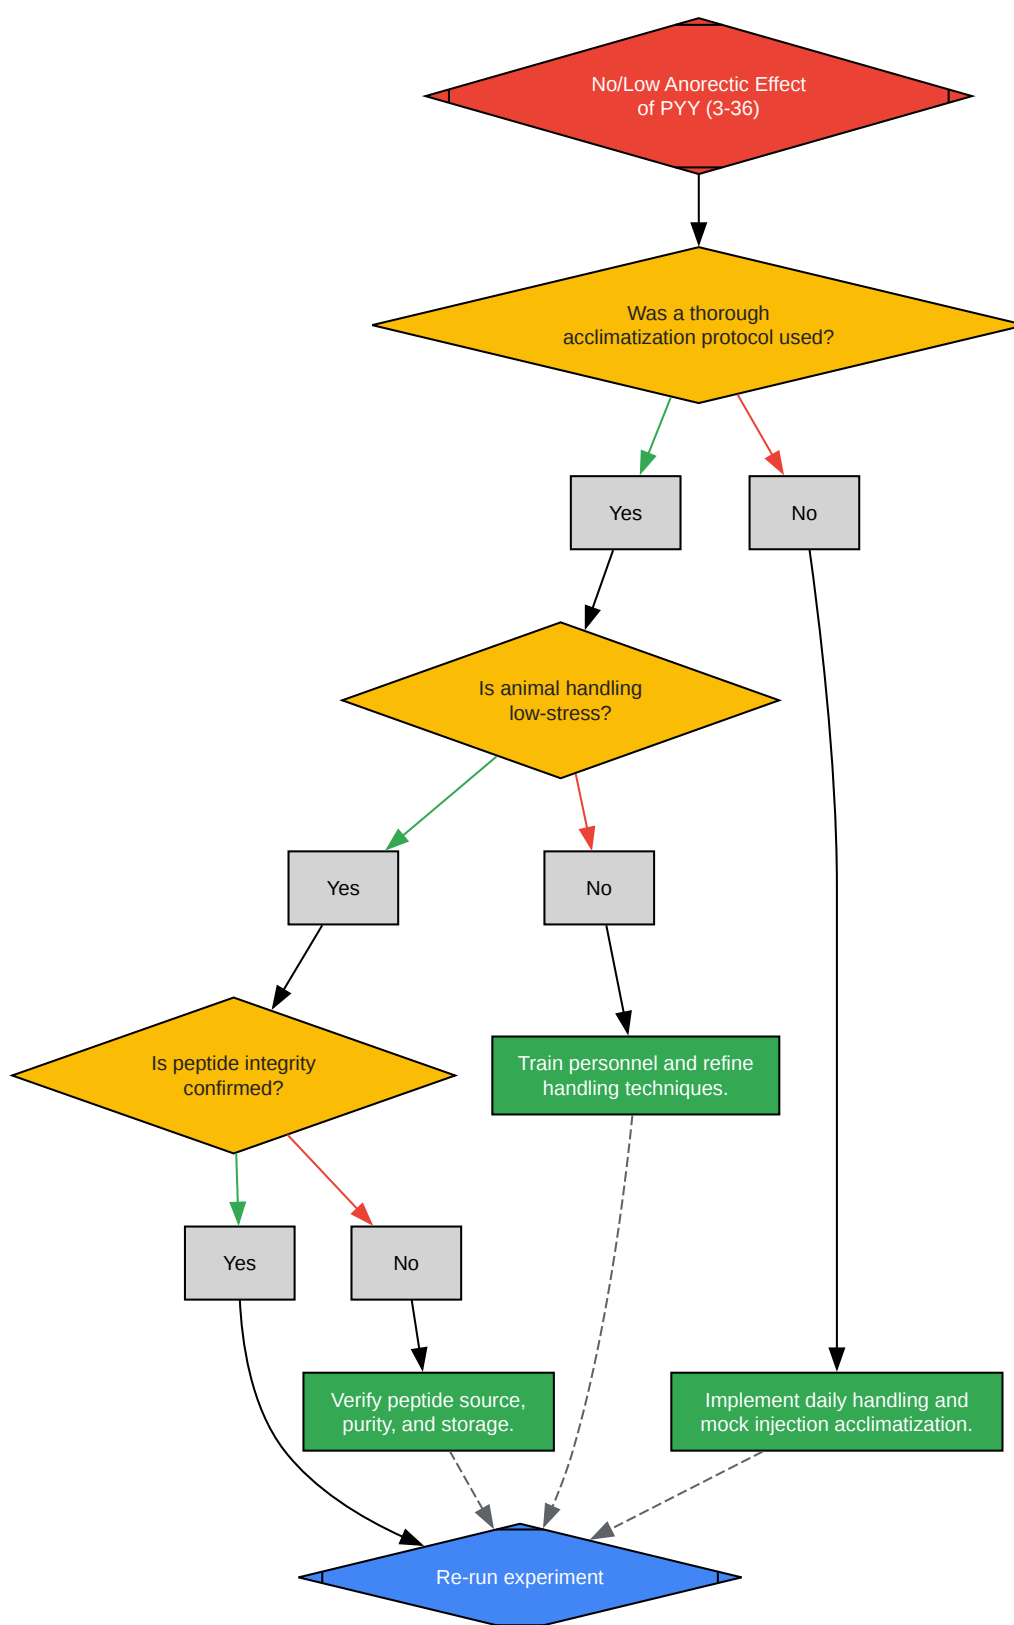 No/Low Anorectic Effect
of PYY (3-36)
Was a thorough
acclimatization protocol used?
Yes
No
Is animal handling
low-stress?
Yes
No
Is peptide integrity
confirmed?
Train personnel and refine
handling techniques.
Yes
No
Verify peptide source,
purity, and storage.
Implement daily handling and
mock injection acclimatization.
Re-run experiment